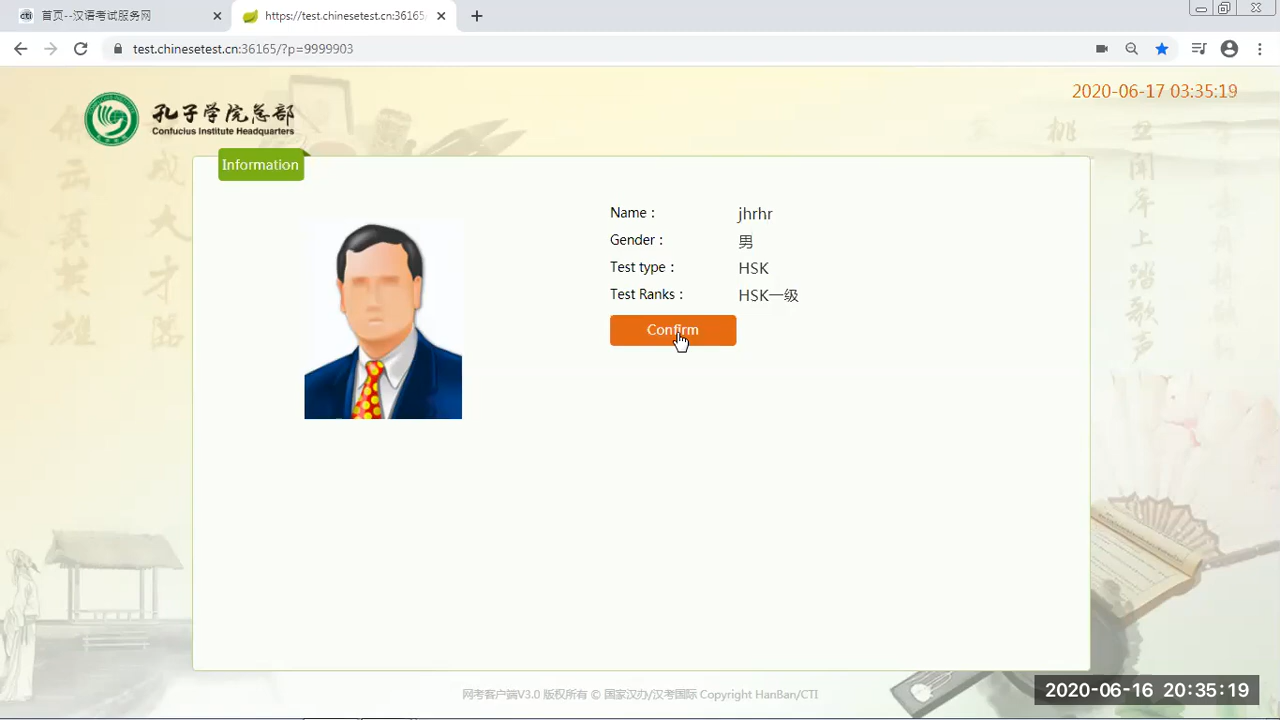 首页--汉语考试服务网
https://test.chinesetest.cn:36165/
test.chinesetest.cn:36165/?p=9999903
2020-06-17 03:35:19
孔子学院总部
Confucius Institute Headquarters
Information
Name :
jhrhr
Gender :
男
Test type :
HSK
Test Ranks :
HSK一级
Confirm
网考客户端V3.0 版权所有 © 国家汉办/汉考国际 Copyright HanBan/CTI
2020-06-16 20:35:19